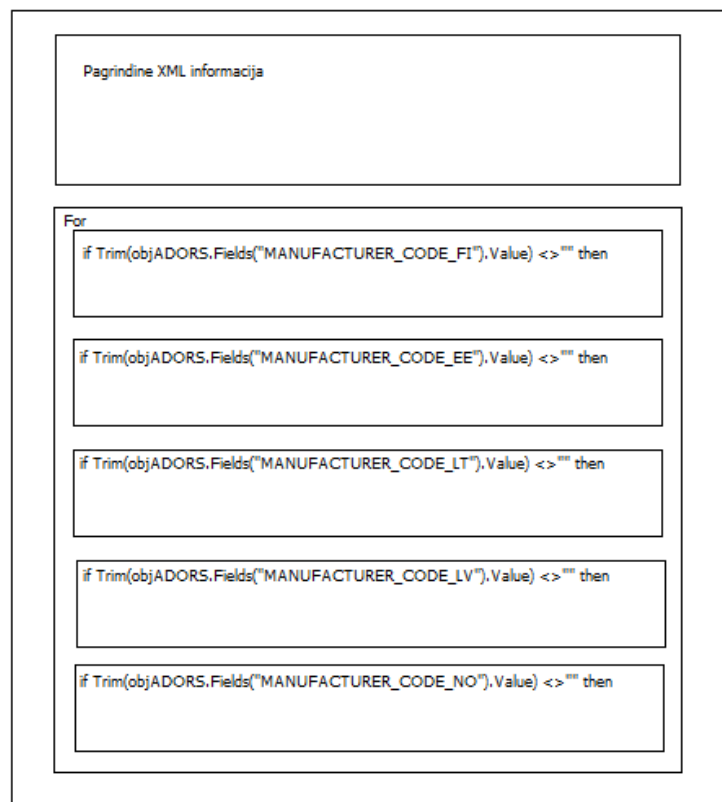 Pagrindine XML informacija
For
if Trim(objADORS.Fields("MANUFACTURER_CODE_FI").Value) <>"" then
if Trim(objADORS.Fields("MANUFACTURER_CODE_EE").Value) <>"" then
if Trim(objADORS.Fields("MANUFACTURER_CODE_LT").Value) <>"" then
if Trim(objADORS.Fields("MANUFACTURER_CODE_LV").Value) <>"" then
if Trim(objADORS.Fields("MANUFACTURER_CODE_NO").Value) <>"" then